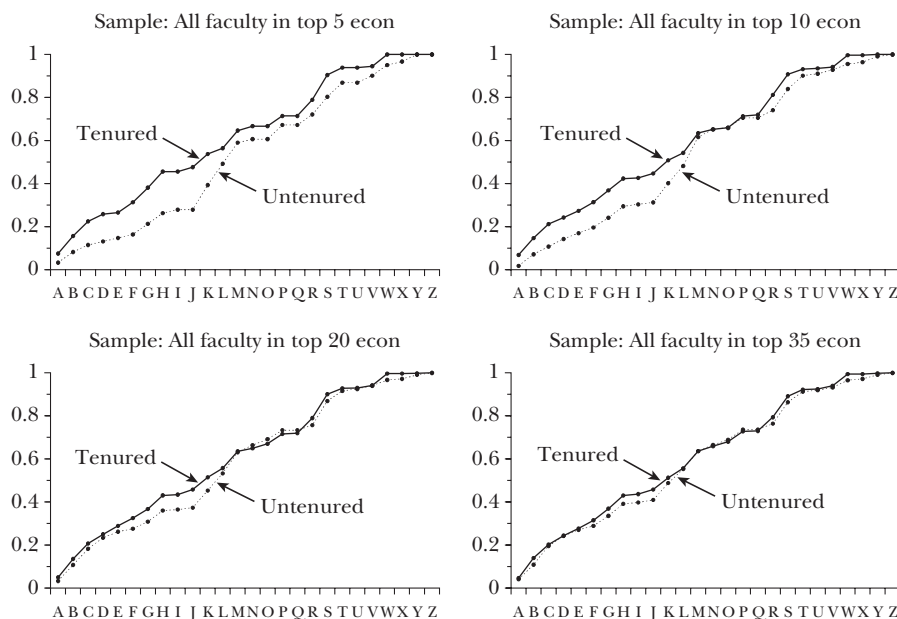 Sample: All faculty in top 5 econ
1
0.8
0.6
0.4
0.2
0
Tenured
Untenured
A B C D E F G H I J K L M N O P Q R S T U V W X Y Z
Sample: All faculty in top 10 econ
1
0.8
0.6
0.4
0.2
0
Tenured
Untenured
A B C D E F G H I J K L M N O P Q R S T U V W X Y Z
Sample: All faculty in top 20 econ
1
0.8
0.6
0.4
0.2
0
Tenured
Untenured
A B C D E F G H I J K L M N O P Q R S T U V W X Y Z
Sample: All faculty in top 35 econ
1
0.8
0.6
0.4
0.2
0
Tenured
Untenured
A B C D E F G H I J K L M N O P Q R S T U V W X Y Z